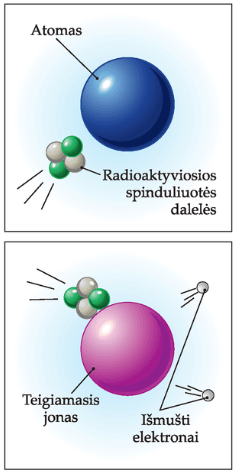 Atomas
Radioaktyviosios
spinduliuotės
dalelės
Teigiamasis
jonas
Išmušti
elektronai